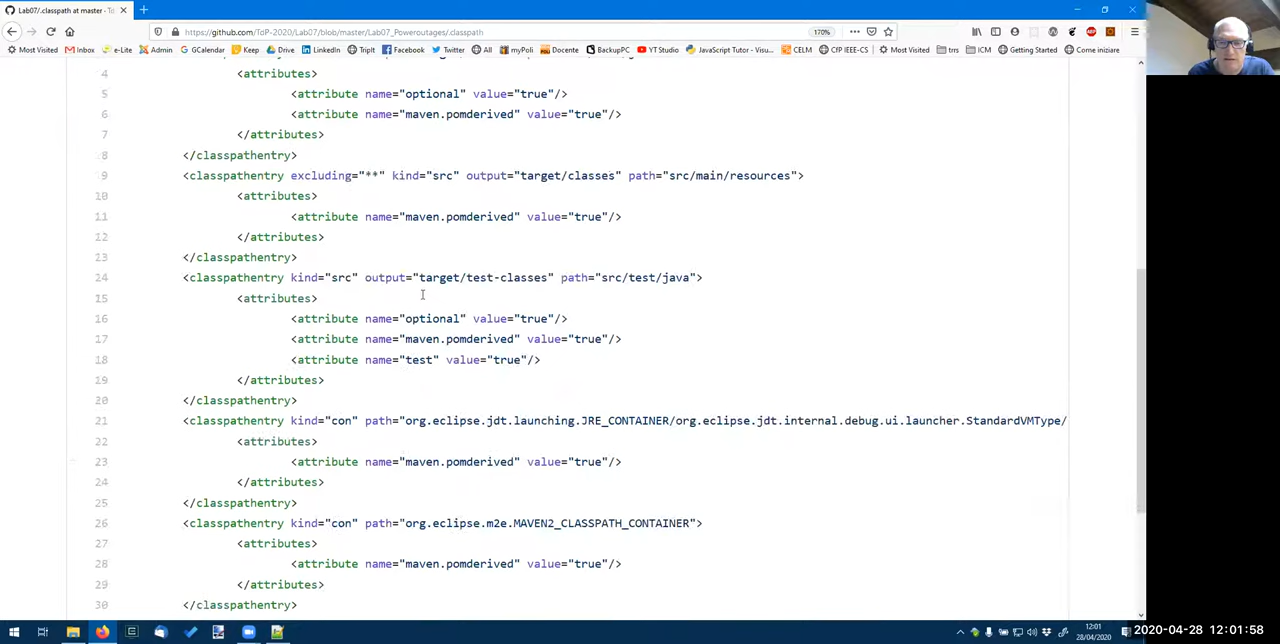 Lab07/.classpath at master · TdP-2020
https://github.com/TdP-2020/Lab07/blob/master/Lab07_Poweroutages/.classpath
170%
Most Visited Inbox e-Lite Admin GCalendar Keep Drive LinkedIn TripIt Facebook Twitter All myPoli Docente BackupPC YT Studio JavaScript Tutor - Visu... CELM CfP IEEE-CS Most Visited trrs ICM Getting Started Corne iniziare
4 <attributes>
5 <attribute name="optional" value="true"/>
6 <attribute name="maven.pomderived" value="true"/>
7 </attributes>
8 </classpathentry>
9 <classpathentry excluding="**" kind="src" output="target/classes" path="src/main/resources">
10 <attributes>
11 <attribute name="maven.pomderived" value="true"/>
12 </attributes>
</classpathentry>
<classpathentry kind="src" output="target/test-classes" path="src/test/java">
15 <attributes>
16 <attribute name="optional" value="true"/>
17 <attribute name="maven.pomderived" value="true"/>
18 <attribute name="test" value="true"/>
19 </attributes>
20 </classpathentry>
21 <classpathentry kind="con" path="org.eclipse.jdt.launching.JRE_CONTAINER/org.eclipse.jdt.internal.debug.ui.launcher.StandardVMType/
22 <attributes>
23 <attribute name="maven.pomderived" value="true"/>
24 </attributes>
25 </classpathentry>
26 <classpathentry kind="con" path="org.eclipse.m2e.MAVEN2_CLASSPATH_CONTAINER">
27 <attributes>
28 <attribute name="maven.pomderived" value="true"/>
29 </attributes>
30 </classpathentry>
12:01
28/04/2020
2020-04-28 12:01:58